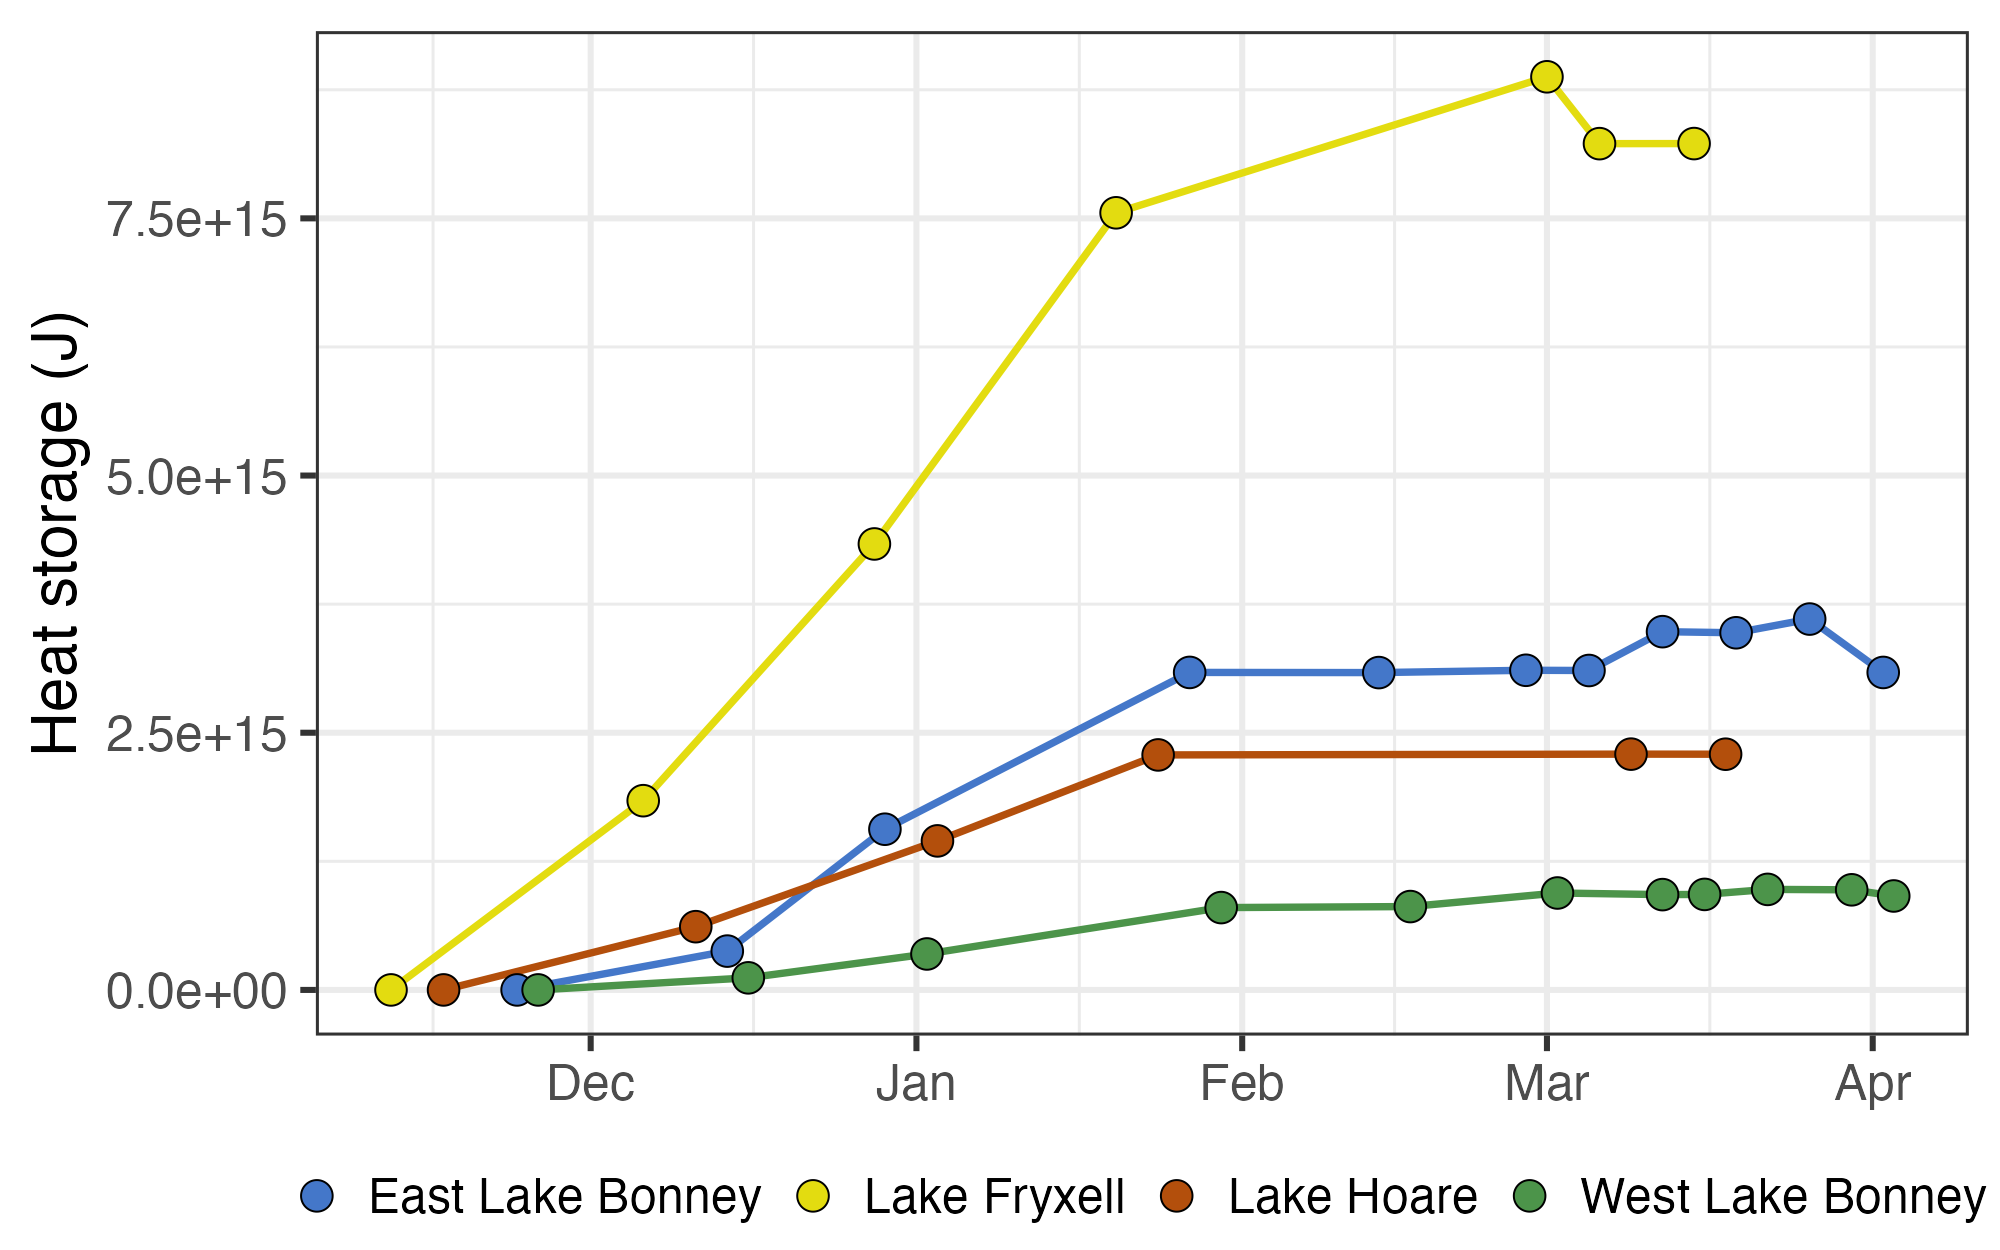 Heat storage (J)
7.5e+15
5.0e+15
2.5e+15
0.0e+00
Dec Jan Feb Mar Apr
East Lake Bonney Lake Fryxell Lake Hoare West Lake Bonney